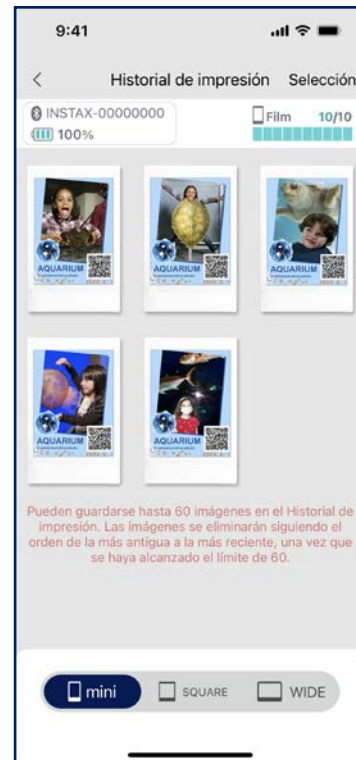 9:41
Historial de impresión Selección
INSTAX-00000000
Film 10/10
100%
AQUARIUM
AQUARIUM
AQUARIUM
AQUARIUM
AQUARIUM
Pueden guardarse hasta 60 imágenes en el Historial de
impresión. Las imágenes se eliminarán siguiendo el
orden de la más antigua a la más reciente, una vez que
se haya alcanzado el límite de 60.
mini SQUARE WIDE